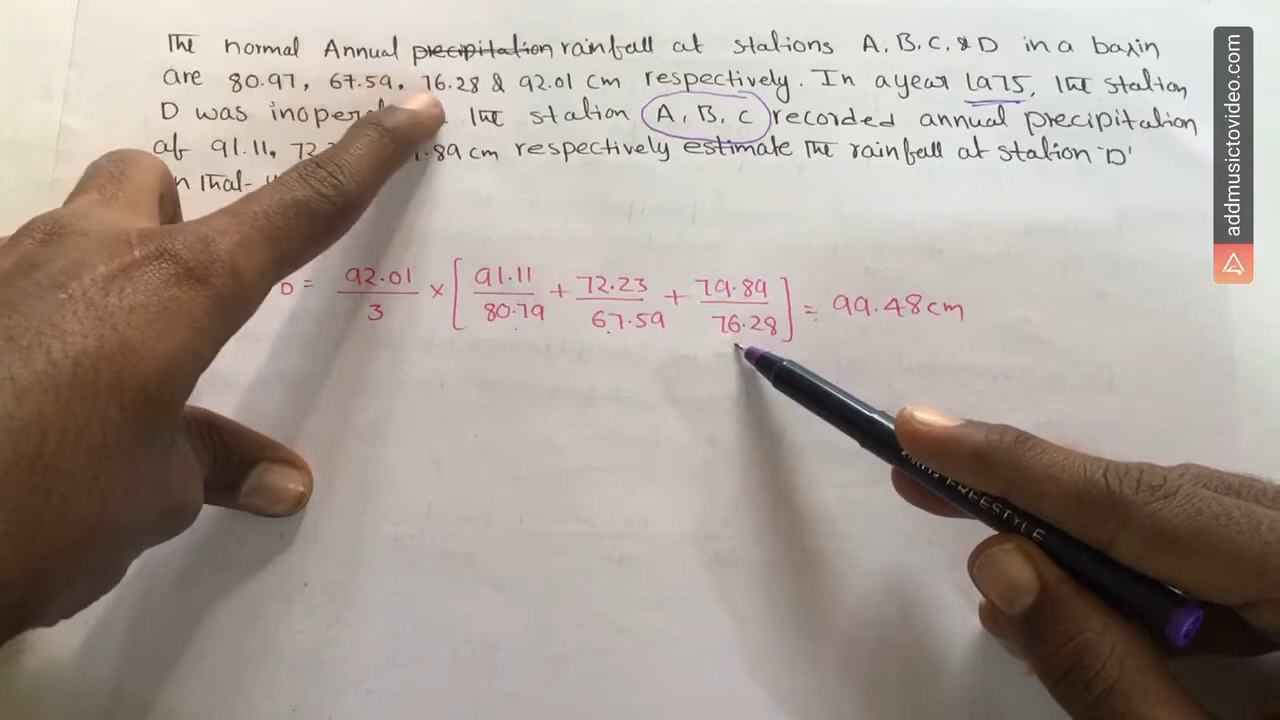 The normal Annual precipitation rainfall at stations A, B, C, & D in a basin
are 80.97, 67.59, 76.28 & 92.01 cm respectively. In a year 1975, the station
D was the station A, B, C recorded annual precipitation
of 91.11, .89 cm respectively estimate the rainfall at station 'D'
that
D = 92.01/3 × [91.11/80.79 + 72.23/67.59 + 79.89/76.28] = 99.48 cm
FREESTYLE
addmusictovideo.com